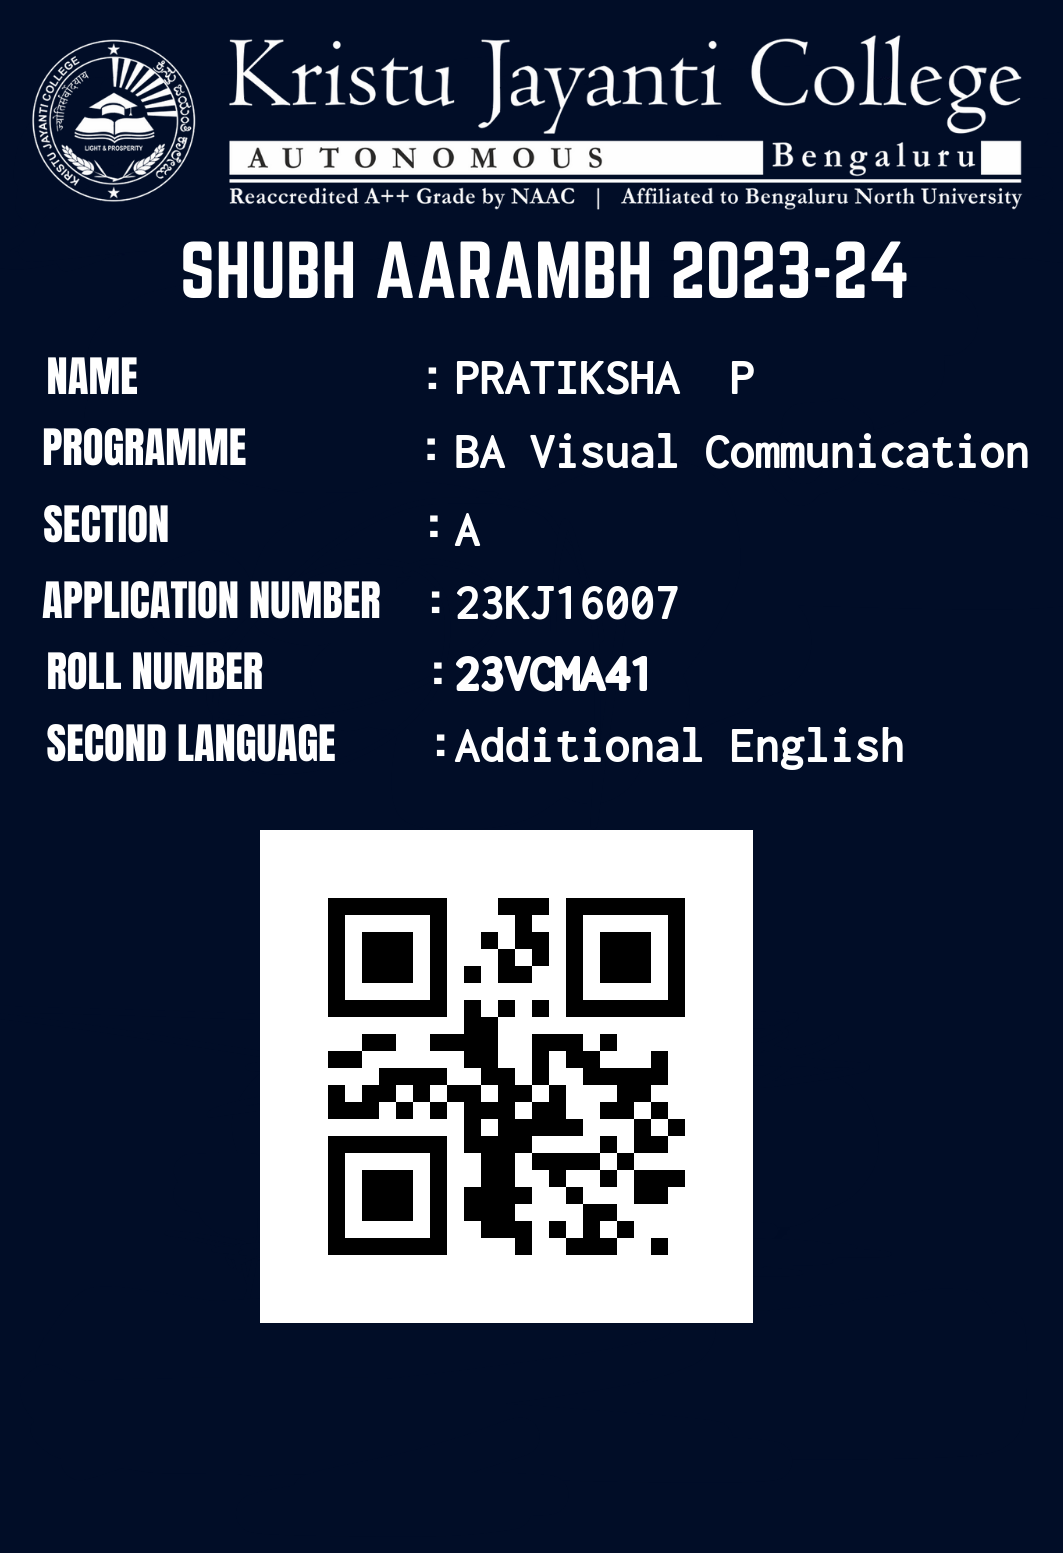 KRISTU JAYANTI COLLEGE
ಕ್ರಿಸ್ತು ಜಯಂತಿ ಕಾಲೇಜು
LIGHT & PROSPERITY
Kristu Jayanti College
AUTONOMOUS Bengaluru
Reaccredited A++ Grade by NAAC | Affiliated to Bengaluru North University
SHUBH AARAMBH 2023-24
NAME : PRATIKSHA P
PROGRAMME : BA Visual Communication
SECTION : A
APPLICATION NUMBER : 23KJ16007
ROLL NUMBER : 23VCMA41
SECOND LANGUAGE : Additional English